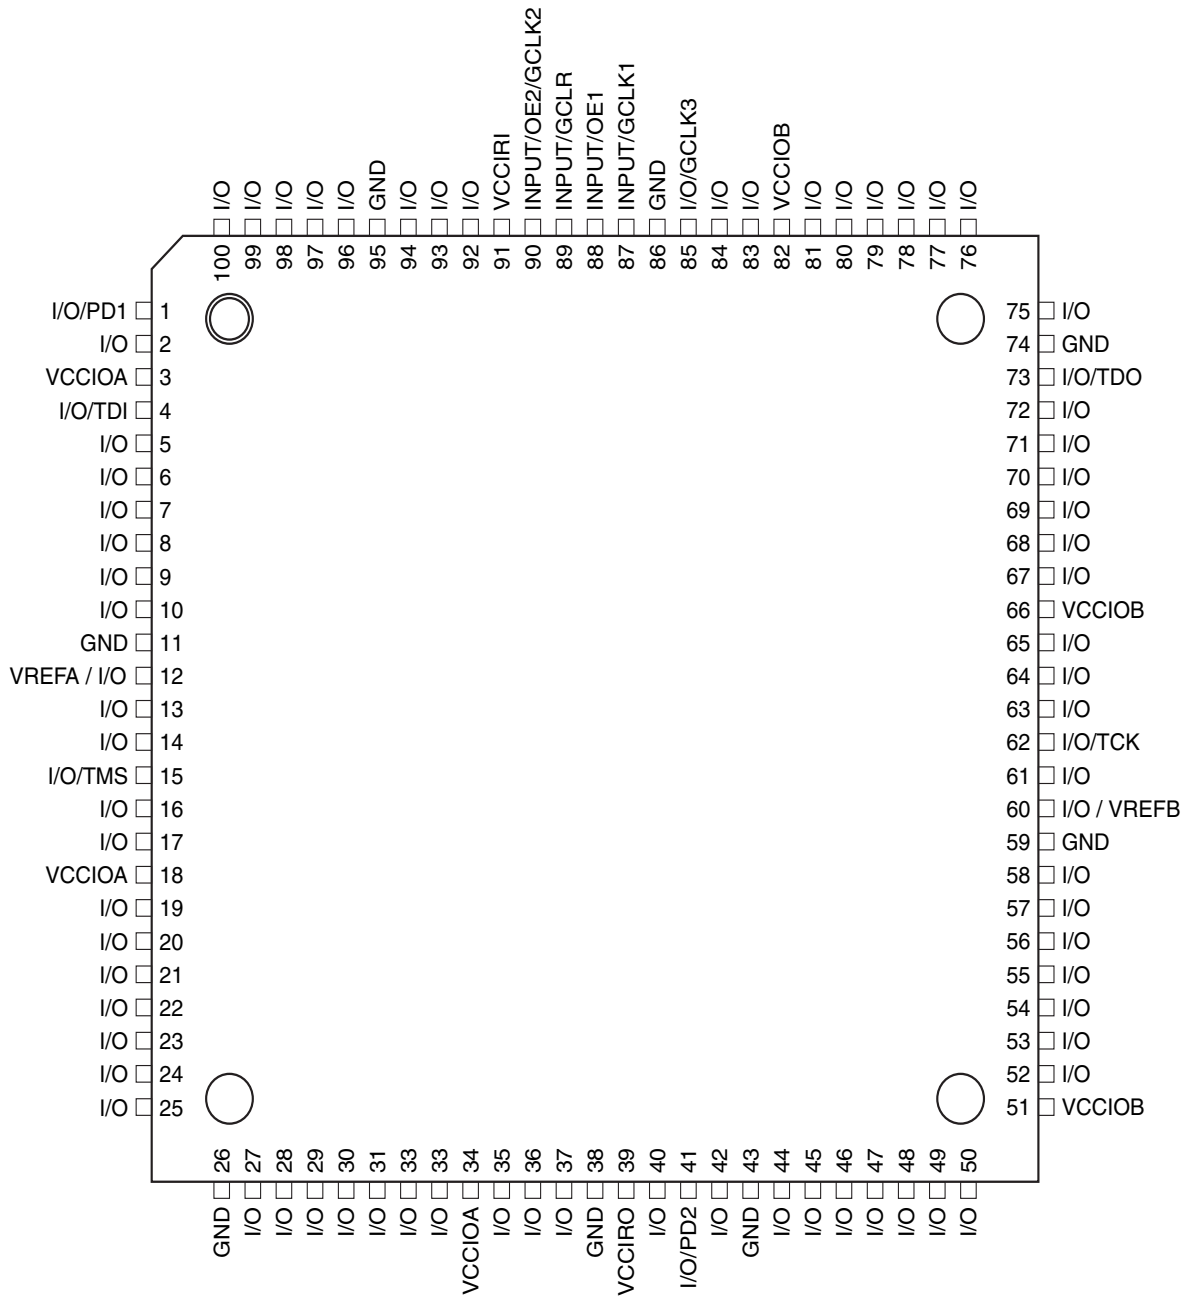 I/O I/O I/O I/O I/O GND I/O I/O I/O VCCIRI INPUT/OE2/GCLK2 INPUT/GCLR INPUT/OE1 INPUT/GCLK1 GND I/O/GCLK3 I/O I/O VCCIOB I/O I/O I/O I/O I/O I/O
100 99 98 97 96 95 94 93 92 91 90 89 88 87 86 85 84 83 82 81 80 79 78 77 76
I/O/PD1 1 75 I/O
I/O 2 74 GND
VCCIOA 3 73 I/O/TDO
I/O/TDI 4 72 I/O
I/O 5 71 I/O
I/O 6 70 I/O
I/O 7 69 I/O
I/O 8 68 I/O
I/O 9 67 I/O
I/O 10 66 VCCIOB
GND 11 65 I/O
VREFA / I/O 12 64 I/O
I/O 13 63 I/O
I/O 14 62 I/O/TCK
I/O/TMS 15 61 I/O
I/O 16 60 I/O / VREFB
I/O 17 59 GND
VCCIOA 18 58 I/O
I/O 19 57 I/O
I/O 20 56 I/O
I/O 21 55 I/O
I/O 22 54 I/O
I/O 23 53 I/O
I/O 24 52 I/O
I/O 25 51 VCCIOB
26 27 28 29 30 31 33 33 34 35 36 37 38 39 40 41 42 43 44 45 46 47 48 49 50
GND I/O I/O I/O I/O I/O I/O I/O VCCIOA I/O I/O I/O GND VCCIRO I/O I/O/PD2 I/O GND I/O I/O I/O I/O I/O I/O I/O